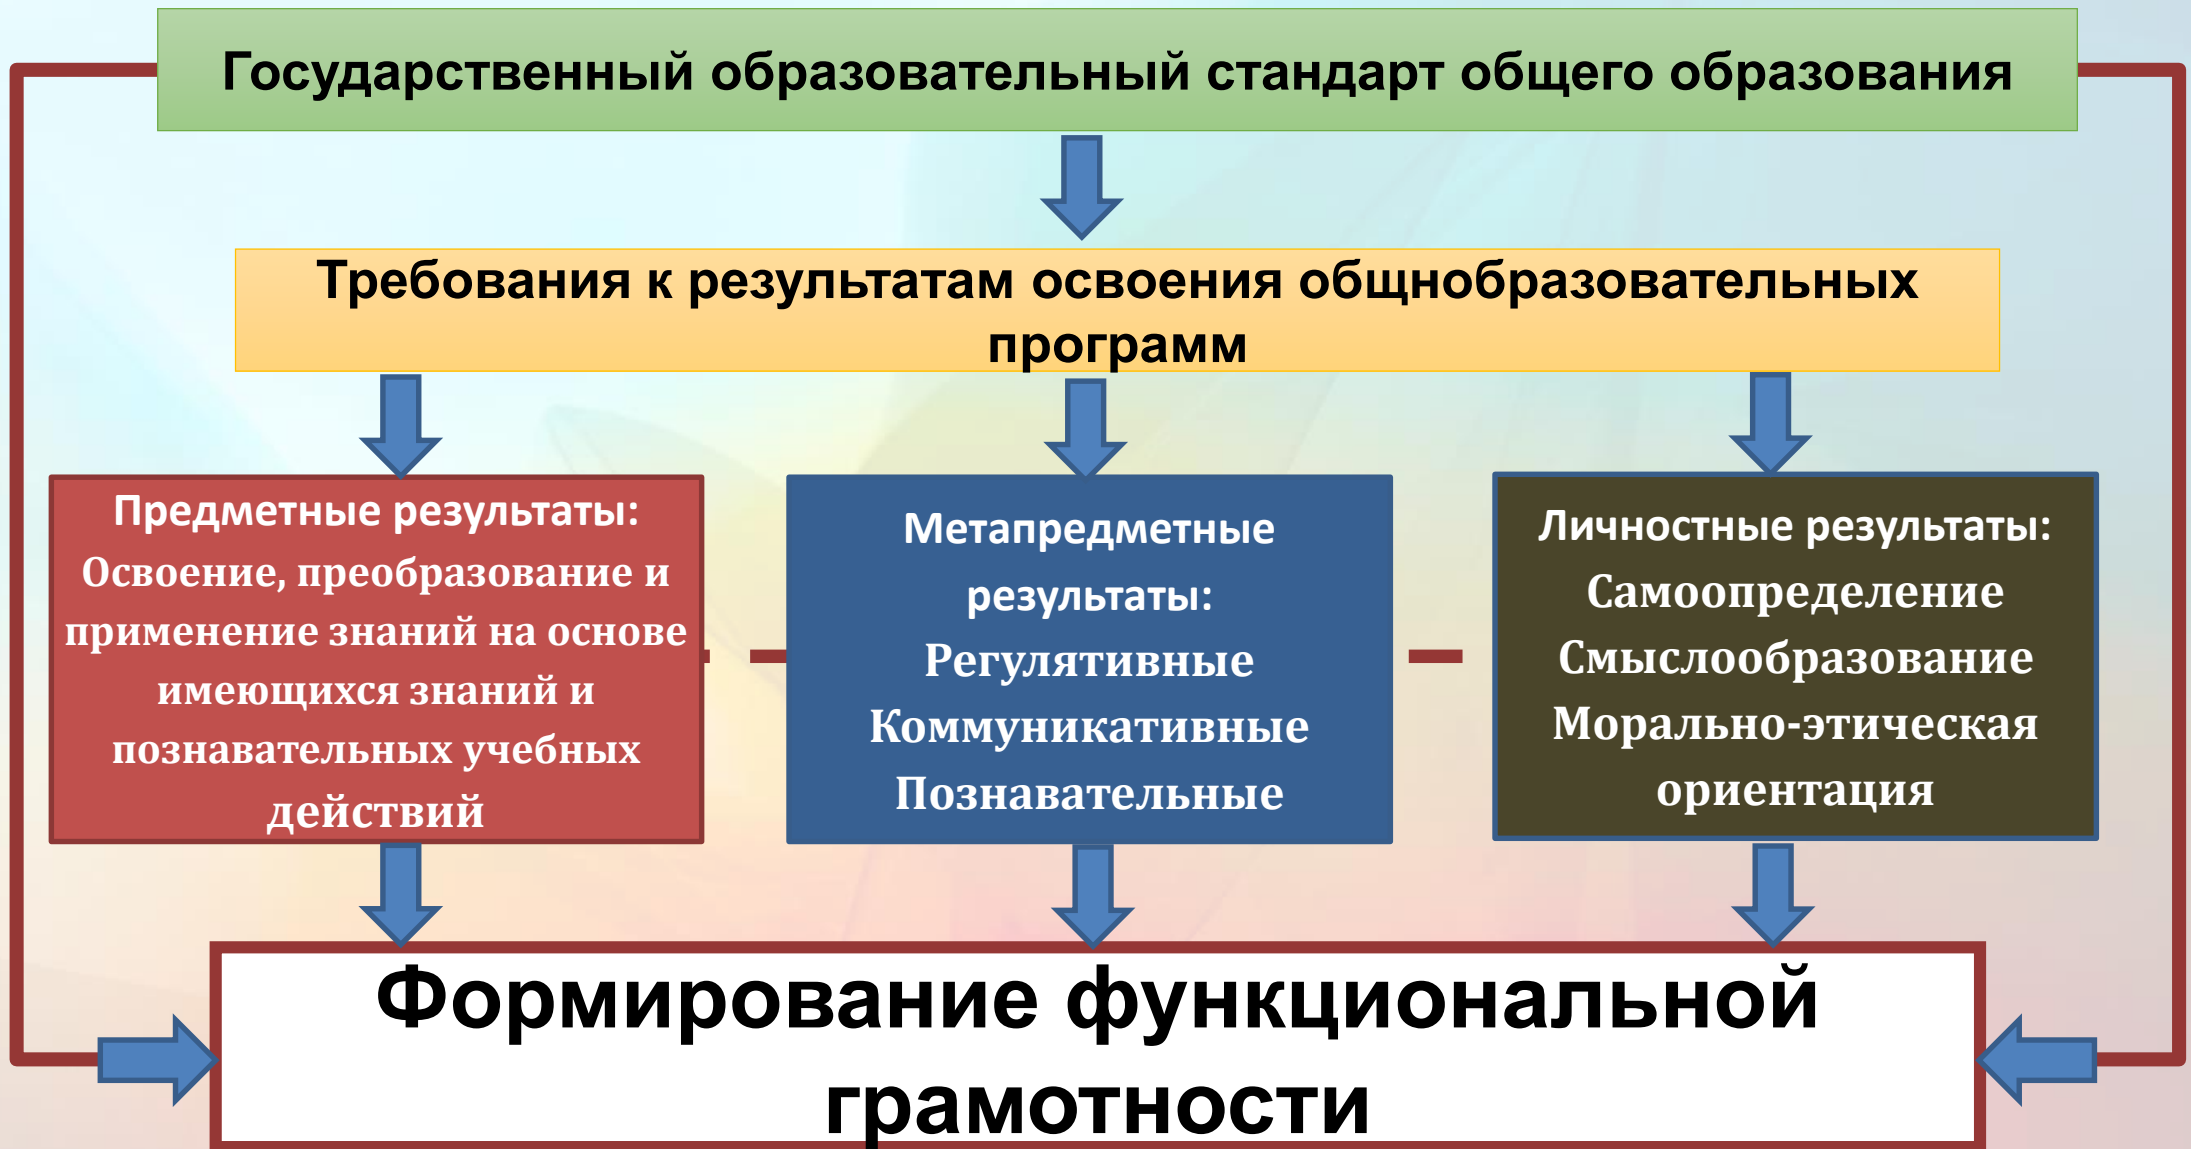 Государственный образовательный стандарт общего образования
Требования к результатам освоения общнобразовательных
программ
Предметные результаты:
Освоение, преобразование и
применение знаний на основе
имеющихся знаний и
познавательных учебных
действий
Метапредметные
результаты:
Регулятивные
Коммуникативные
Познавательные
Личностные результаты:
Самоопределение
Смыслообразование
Морально-этическая
ориентация
Формирование функциональной
грамотности